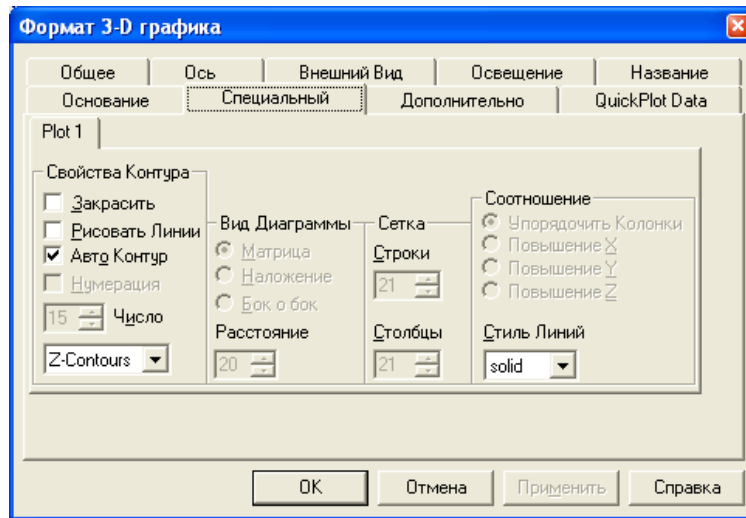 Формат 3-D графика
Общее Ось Внешний Вид Освещение Название
Основание Специальный Дополнительно QuickPlot Data
Plot 1
Свойства Контура
Закрасить
Рисовать Линии
Авто Контур
Нумерация
15 Число
Z-Contours
Вид Диаграммы
Матрица
Наложение
Бок о бок
Расстояние
20
Сетка
Строки
21
Столбцы
21
Соотношение
Упорядочить Колонки
Повышение X
Повышение Y
Повышение Z
Стиль Линий
solid
OK Отмена Применить Справка